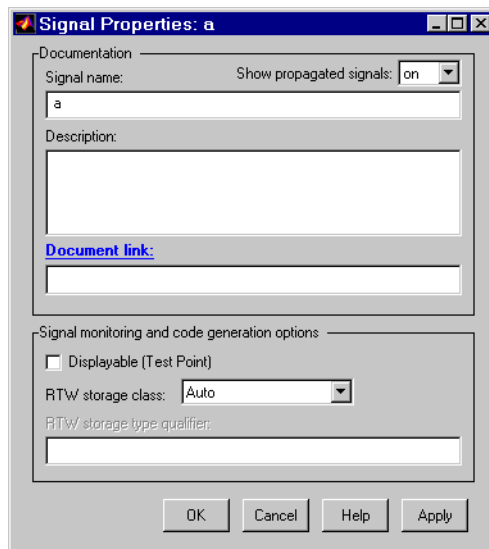 Signal Properties: a
Documentation
Signal name:
Show propagated signals: on
a
Description:
Document link:
Signal monitoring and code generation options
Displayable (Test Point)
RTW storage class: Auto
RTW storage type qualifier:
OK Cancel Help Apply